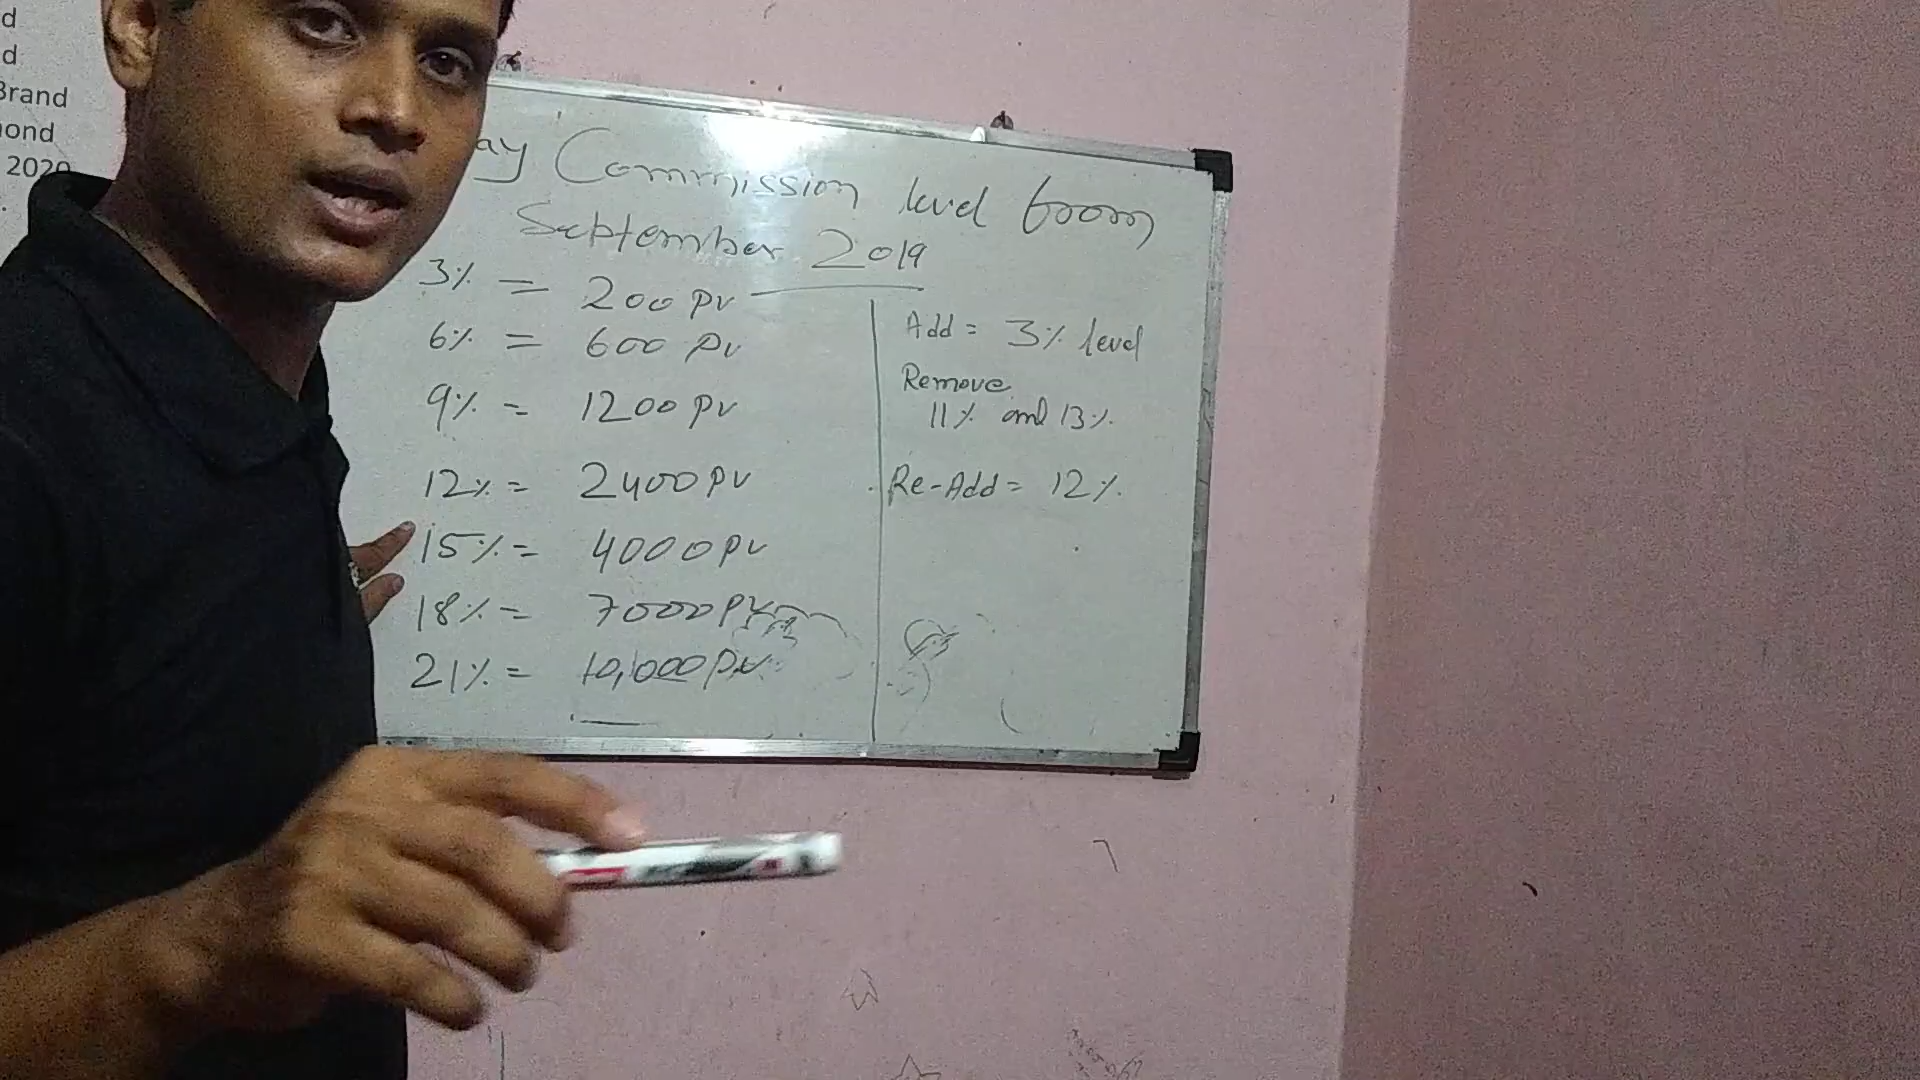 d
d
Brand
ond
2020
ay Commission level from
September 2019
3% = 200 PV
6% = 600 PV
9% = 1200 PV
12% = 2400 PV
15% = 4000 PV
18% = 7000 PV
21% = 10,000 PV
Add = 3% level
Remove
11% and 13%.
Re-Add = 12%.